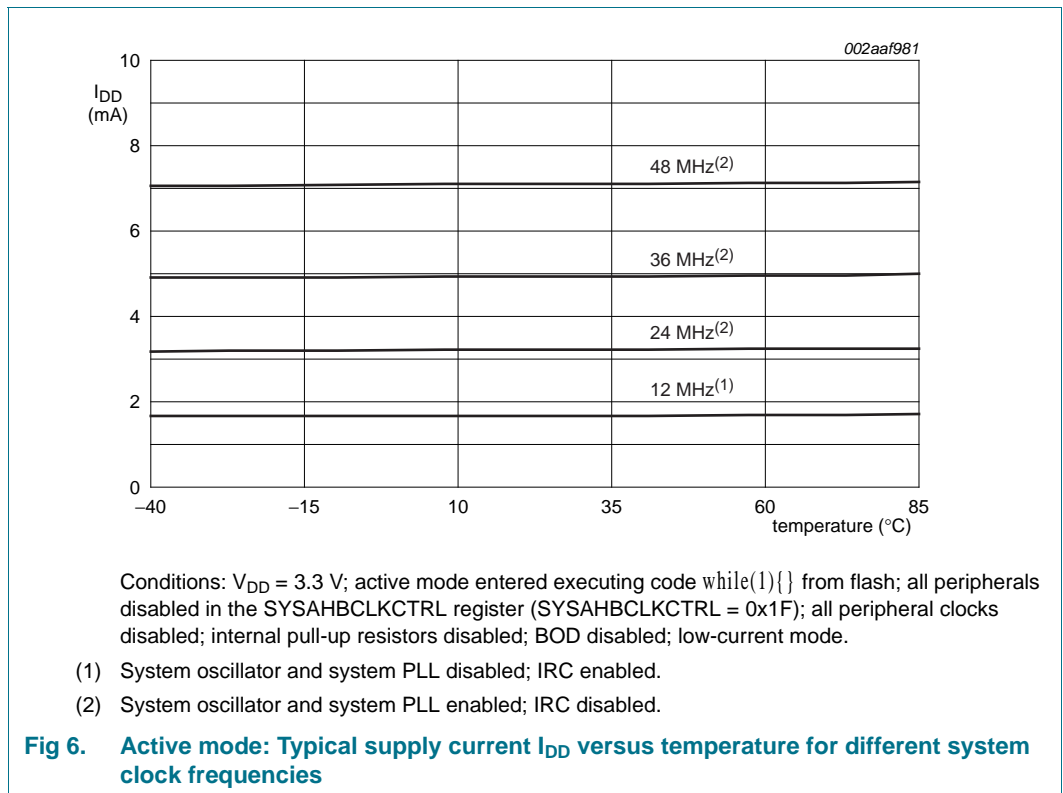 002aaf981
10
I_DD
(mA)
8
48 MHz(2)
6
36 MHz(2)
4
24 MHz(2)
12 MHz(1)
2
0
−40 −15 10 35 60 85
temperature (°C)
Conditions: V_DD = 3.3 V; active mode entered executing code while(1){} from flash; all peripherals
disabled in the SYSAHBCLKCTRL register (SYSAHBCLKCTRL = 0x1F); all peripheral clocks
disabled; internal pull-up resistors disabled; BOD disabled; low-current mode.
(1) System oscillator and system PLL disabled; IRC enabled.
(2) System oscillator and system PLL enabled; IRC disabled.
Fig 6. Active mode: Typical supply current I_DD versus temperature for different system
clock frequencies